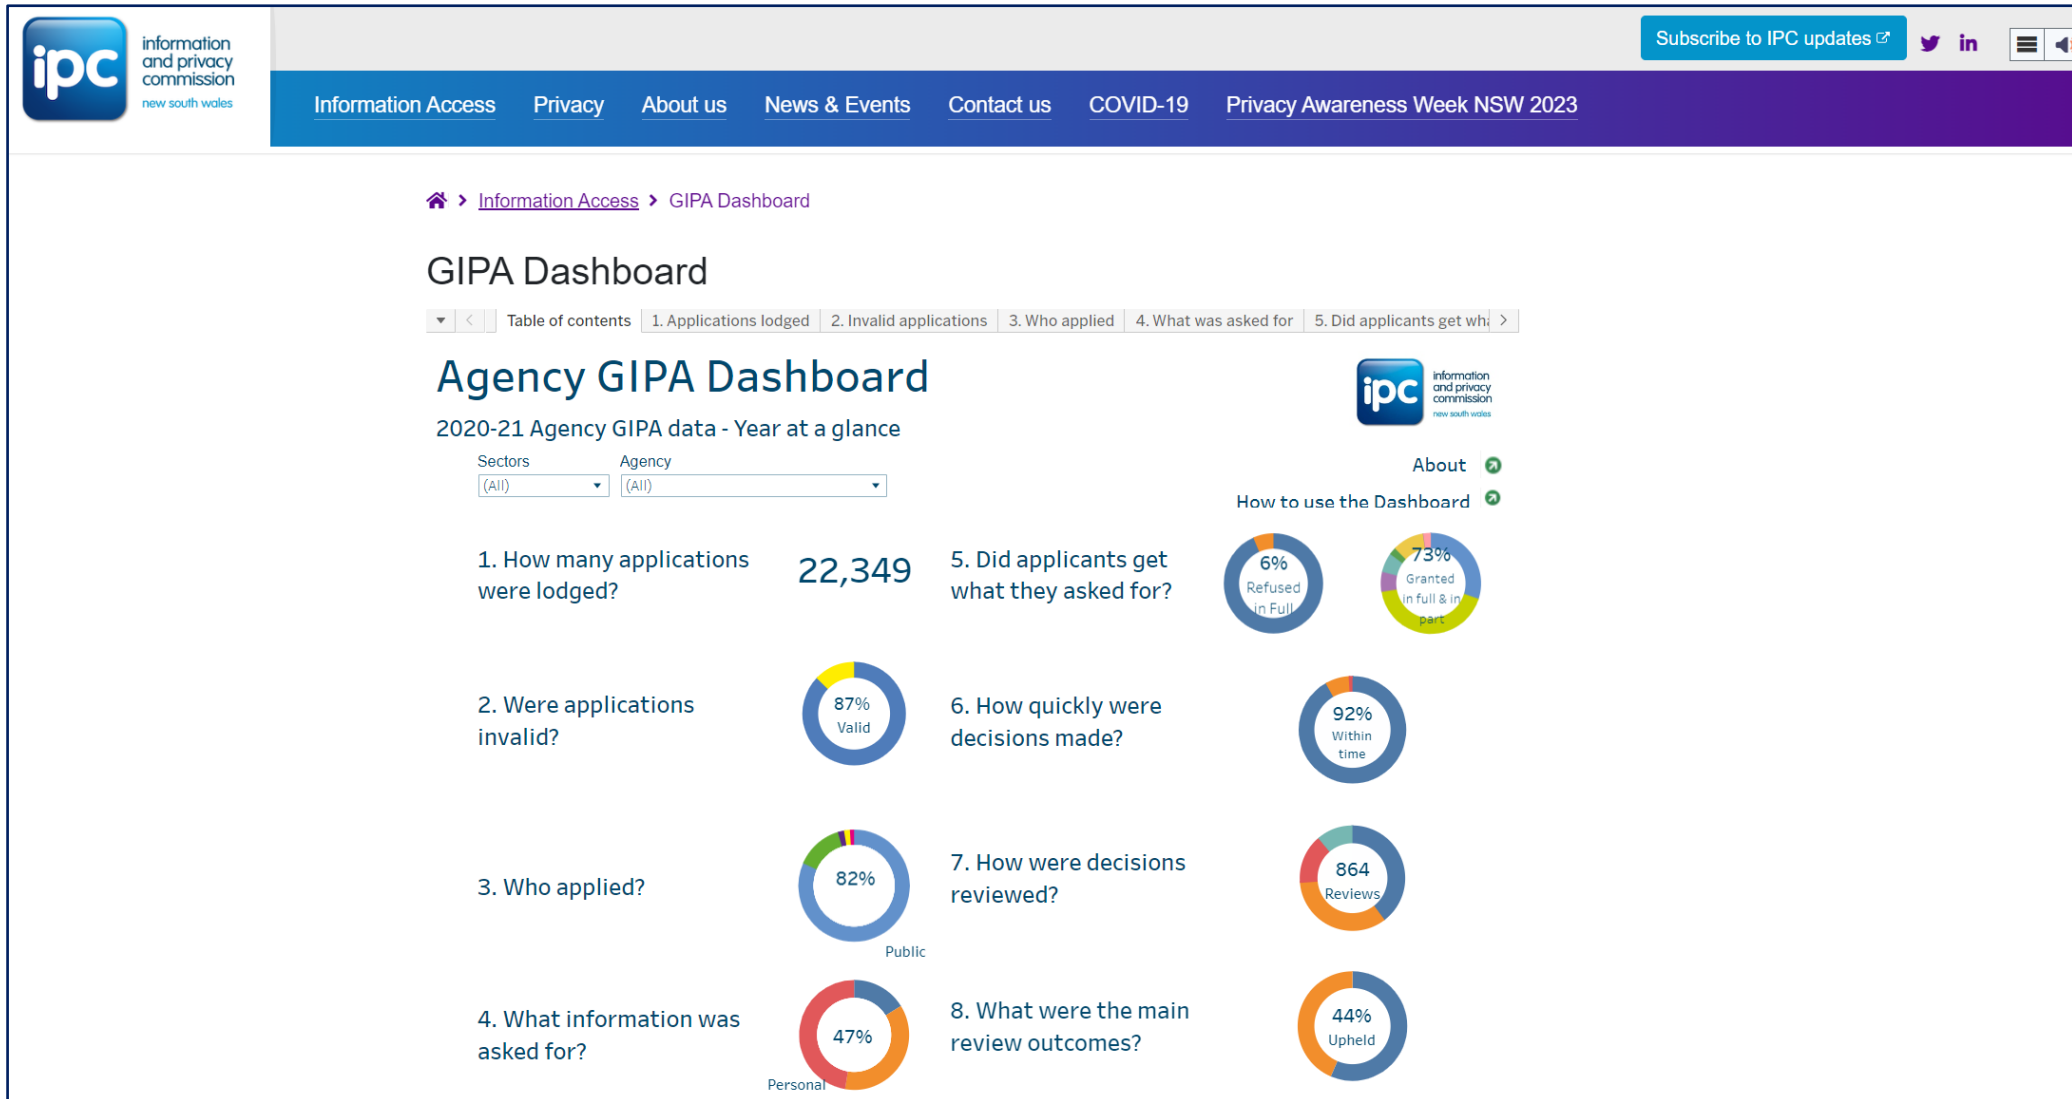 ipc
information
and privacy
commission
new south wales
Subscribe to IPC updates
in
Information Access Privacy About us News & Events Contact us COVID-19 Privacy Awareness Week NSW 2023
Information Access > GIPA Dashboard
GIPA Dashboard
Table of contents 1. Applications lodged 2. Invalid applications 3. Who applied 4. What was asked for 5. Did applicants get wh
Agency GIPA Dashboard
ipc
information
and privacy
commission
new south wales
2020-21 Agency GIPA data - Year at a glance
Sectors Agency
(All) (All)
About
How to use the Dashboard
1. How many applications
were lodged?
22,349
5. Did applicants get
what they asked for?
6%
Refused
in Full
73%
Granted
in full & in
part
2. Were applications
invalid?
87%
Valid
6. How quickly were
decisions made?
92%
Within
time
3. Who applied?
82%
Public
7. How were decisions
reviewed?
864
Reviews
4. What information was
asked for?
47%
Personal
8. What were the main
review outcomes?
44%
Upheld